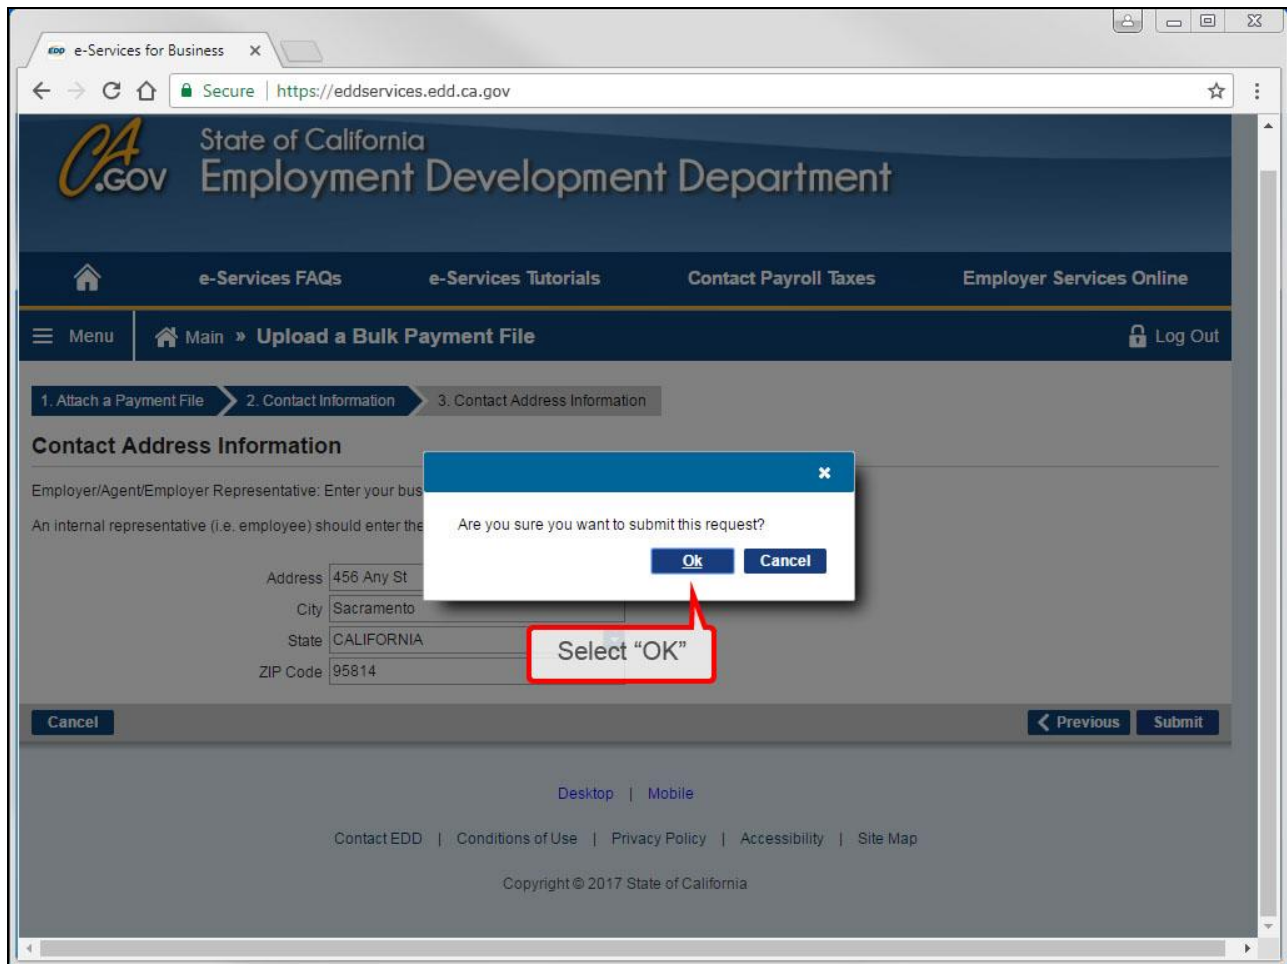 e-Services for Business
Secure | https://eddservices.edd.ca.gov
CA.GOV
State of California
Employment Development Department
e-Services FAQs e-Services Tutorials Contact Payroll Taxes Employer Services Online
Menu Main » Upload a Bulk Payment File Log Out
1. Attach a Payment File 2. Contact Information 3. Contact Address Information
Contact Address Information
Employer/Agent/Employer Representative: Enter your bus
An internal representative (i.e. employee) should enter the
Are you sure you want to submit this request?
Ok Cancel
Address 456 Any St
City Sacramento
State CALIFORNIA
ZIP Code 95814
Select “OK”
Cancel Previous Submit
Desktop | Mobile
Contact EDD | Conditions of Use | Privacy Policy | Accessibility | Site Map
Copyright © 2017 State of California